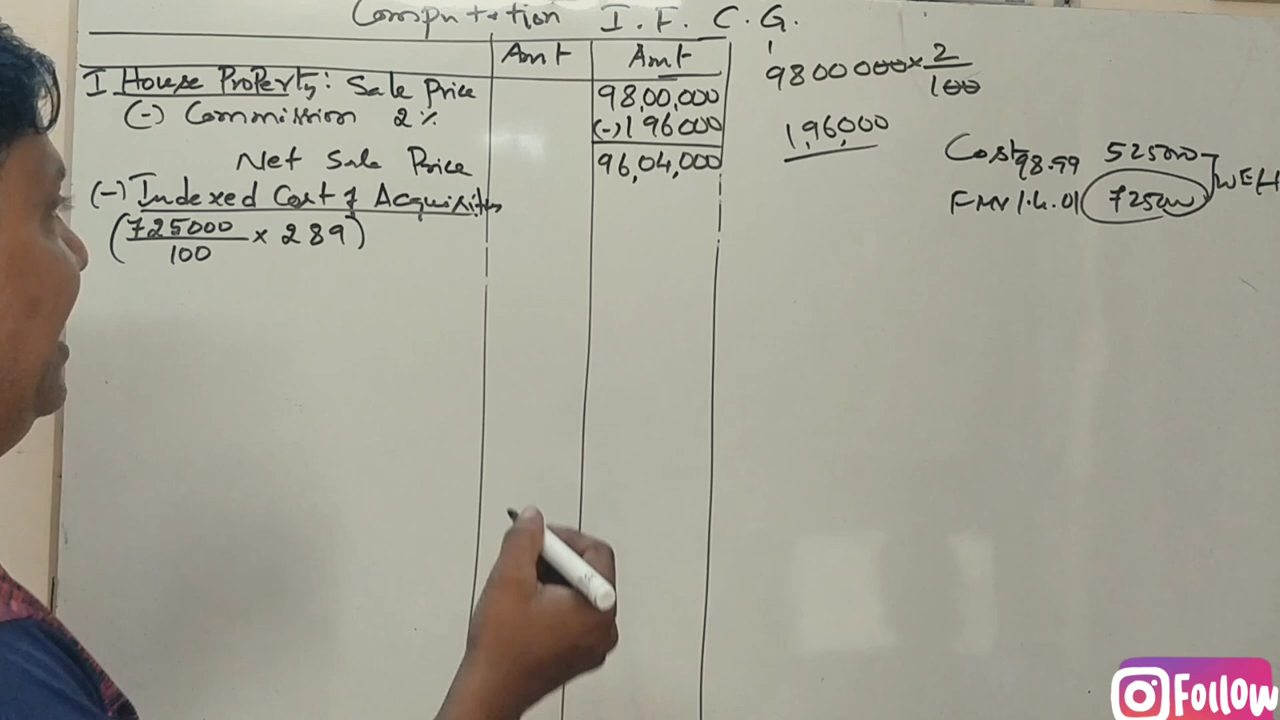 Computation I. F. C. G.
Amt Amt
I House Property: Sale Price 98,00,000
(-) Commission 2% (-) 196000
Net Sale Price 96,04,000
(-) Indexed Cost of Acquisition
(725000/100 × 289)
9800000 × 2/100
1,96,000
Cost 98.99 525000
FMV 1.4.01 725000
WEH
Follow